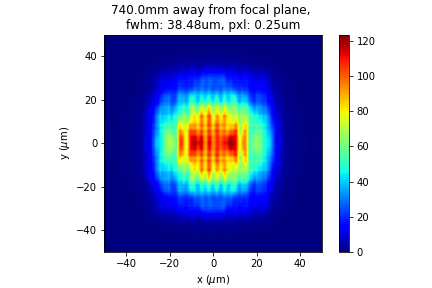 740.0mm away from focal plane,
fwhm: 38.48um, pxl: 0.25um
40
20
0
−20
−40
y (μm)
−40 −20 0 20 40
x (μm)
120
100
80
60
40
20
0